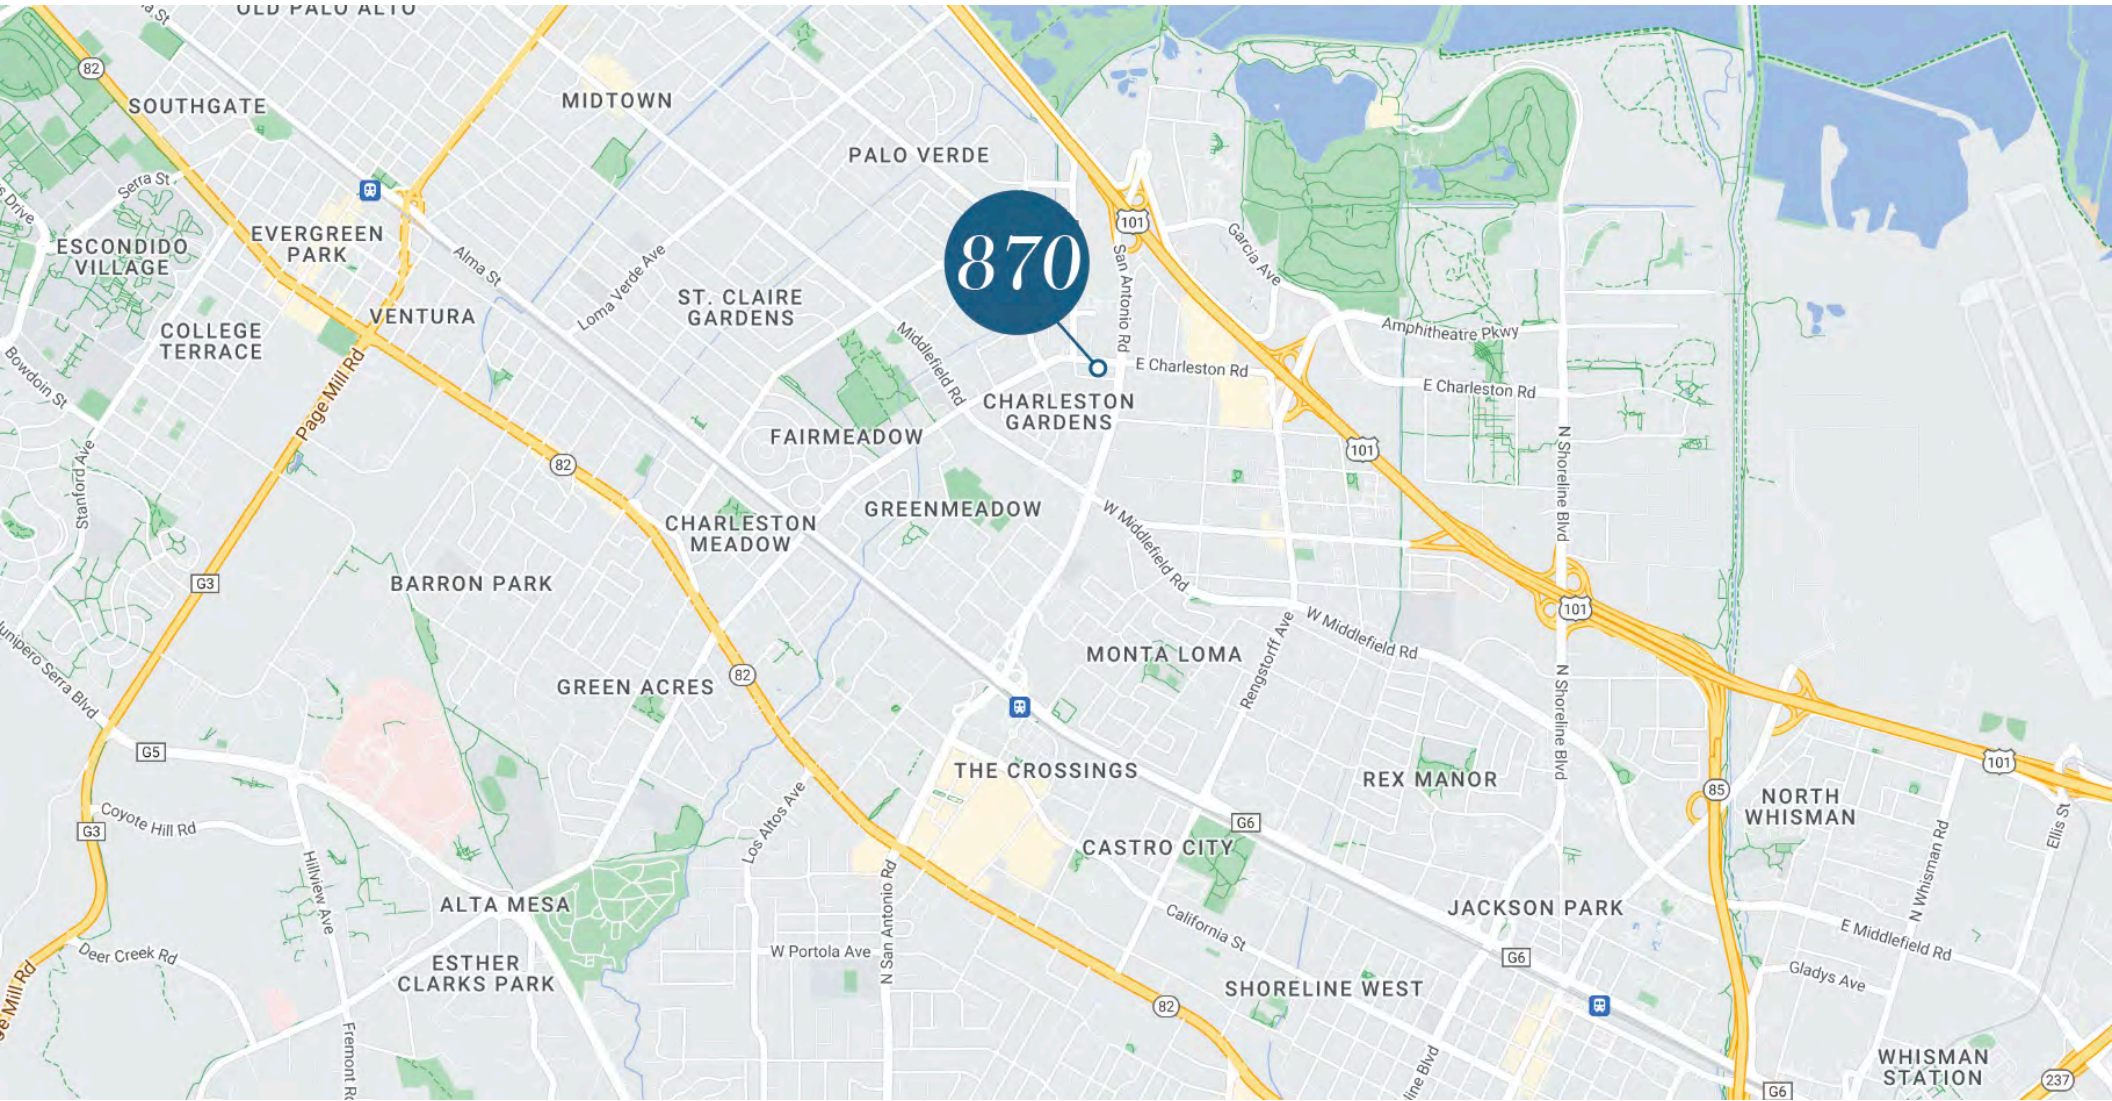 OLD PALO ALTO
82
SOUTHGATE
MIDTOWN
PALO VERDE
Serra St
Drive
101
EVERGREEN
PARK
ESCONDIDO
VILLAGE
Alma St
Loma Verde Ave
870
San Antonio Rd
Garcia Ave
ST. CLAIRE
GARDENS
VENTURA
COLLEGE
TERRACE
Middlefield Rd
Amphitheatre Pkwy
Bowdoin St
Page Mill Rd
E Charleston Rd
E Charleston Rd
CHARLESTON
GARDENS
FAIRMEADOW
82
101
Stanford Ave
N Shoreline Blvd
GREENMEADOW
CHARLESTON
MEADOW
W Middlefield Rd
G3
BARRON PARK
101
W Middlefield Rd
MONTA LOMA
Rengstorff Ave
Junipero Serra Blvd
GREEN ACRES
82
N Shoreline Blvd
G5
THE CROSSINGS
REX MANOR
101
85
NORTH
WHISMAN
Coyote Hill Rd
G3
Los Altos Ave
G6
CASTRO CITY
Ellis St
Hillview Ave
N San Antonio Rd
N Whisman Rd
ALTA MESA
JACKSON PARK
California St
E Middlefield Rd
Deer Creek Rd
W Portola Ave
G6
ESTHER
CLARKS PARK
Gladys Ave
Mill Rd
SHORELINE WEST
82
Fremont Rd
Blvd
WHISMAN
STATION
237
G6